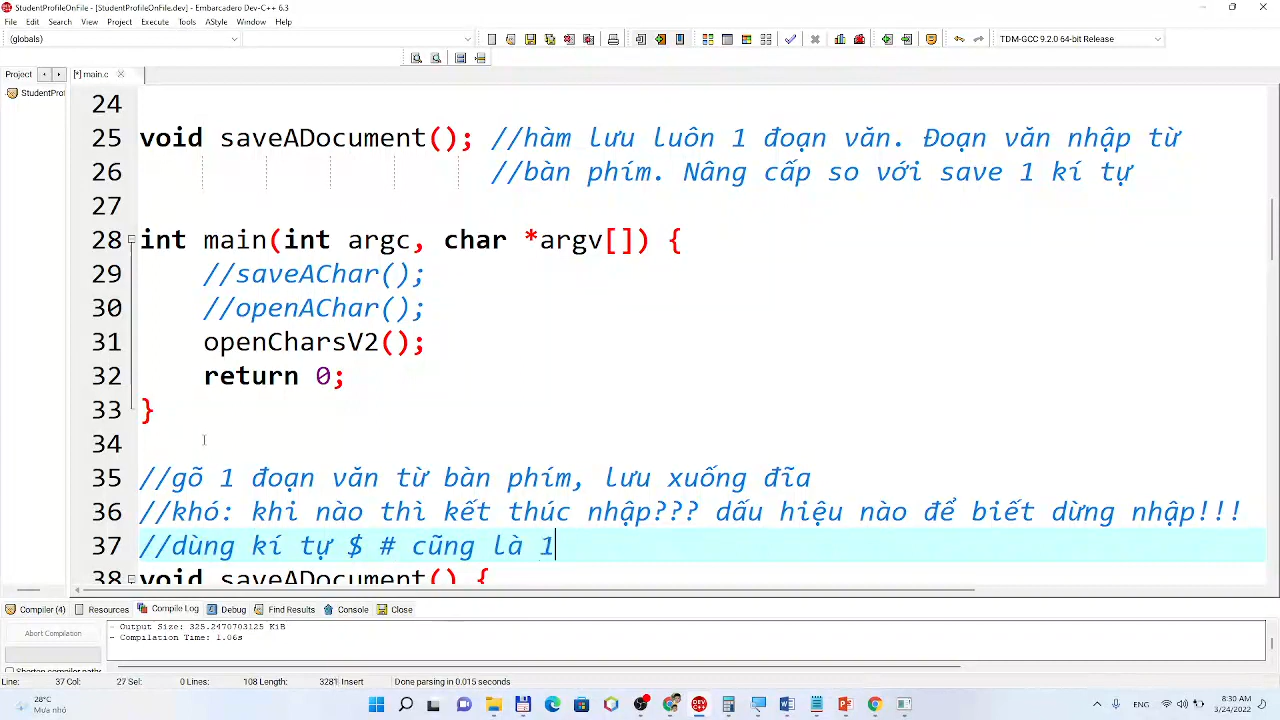 StudentProfileOnFile - [StudentProfileOnFile.dev] - Embarcadero Dev-C++ 6.3
File Edit Search View Project Execute Tools AStyle Window Help
(globals)
TDM-GCC 9.2.0 64-bit Release
Project
[*] main.c
StudentProf
24
25 void saveADocument(); //hàm lưu luôn 1 đoạn văn. Đoạn văn nhập từ
26 //bàn phím. Nâng cấp so với save 1 kí tự
27
28 int main(int argc, char *argv[]) {
29 //saveAChar();
30 //openAChar();
31 openCharsV2();
32 return 0;
33 }
34
35 //gõ 1 đoạn văn từ bàn phím, lưu xuống đĩa
36 //khó: khi nào thì kết thúc nhập??? dấu hiệu nào để biết dừng nhập!!!
37 //dùng kí tự $ # cũng là 1
38 void saveADocument() {
Compiler (4) Resources Compile Log Debug Find Results Console Close
Abort Compilation
Shorten compiler paths
- Output Size: 325.2470703125 KiB
- Compilation Time: 1.06s
Line: 37 Col: 27 Sel: 0 Lines: 108 Length: 3281 Insert Done parsing in 0.015 seconds
28°C
Mưa nhỏ
ENG
8:30 AM
3/24/2022